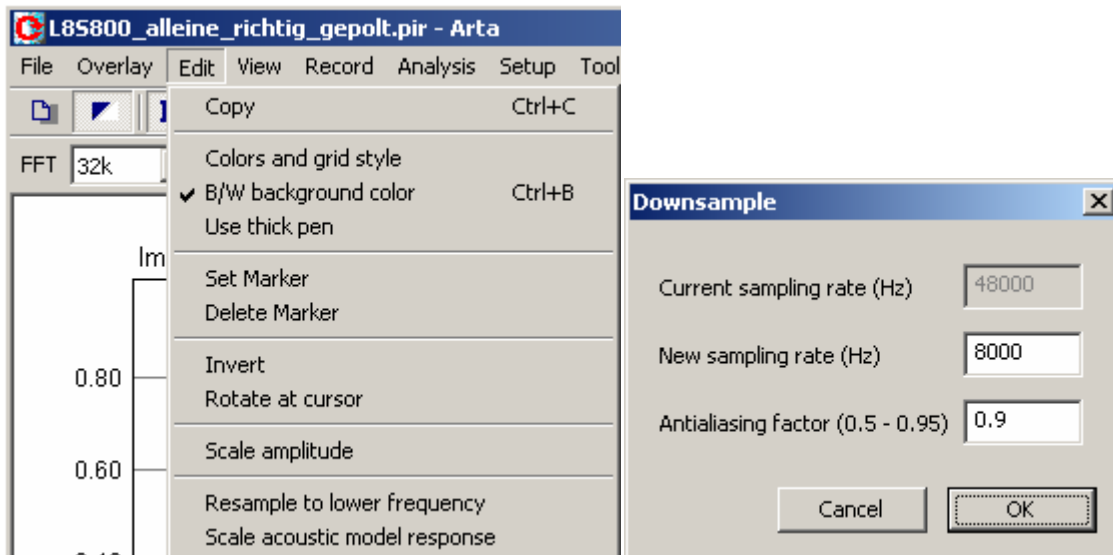 L8S800_alleine_richtig_gepolt.pir - Arta
File Overlay Edit View Record Analysis Setup Tool
FFT 32k
Im
0.80
0.60
Copy Ctrl+C
Colors and grid style
B/W background color Ctrl+B
Use thick pen
Set Marker
Delete Marker
Invert
Rotate at cursor
Scale amplitude
Resample to lower frequency
Scale acoustic model response
Downsample
Current sampling rate (Hz) 48000
New sampling rate (Hz) 8000
Antialiasing factor (0.5 - 0.95) 0.9
Cancel OK